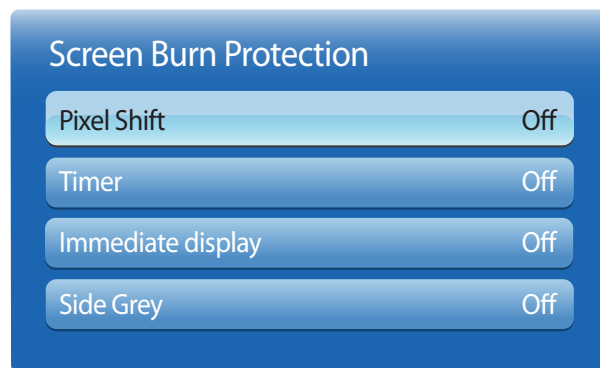 Screen Burn Protection
Pixel Shift Off
Timer Off
Immediate display Off
Side Grey Off